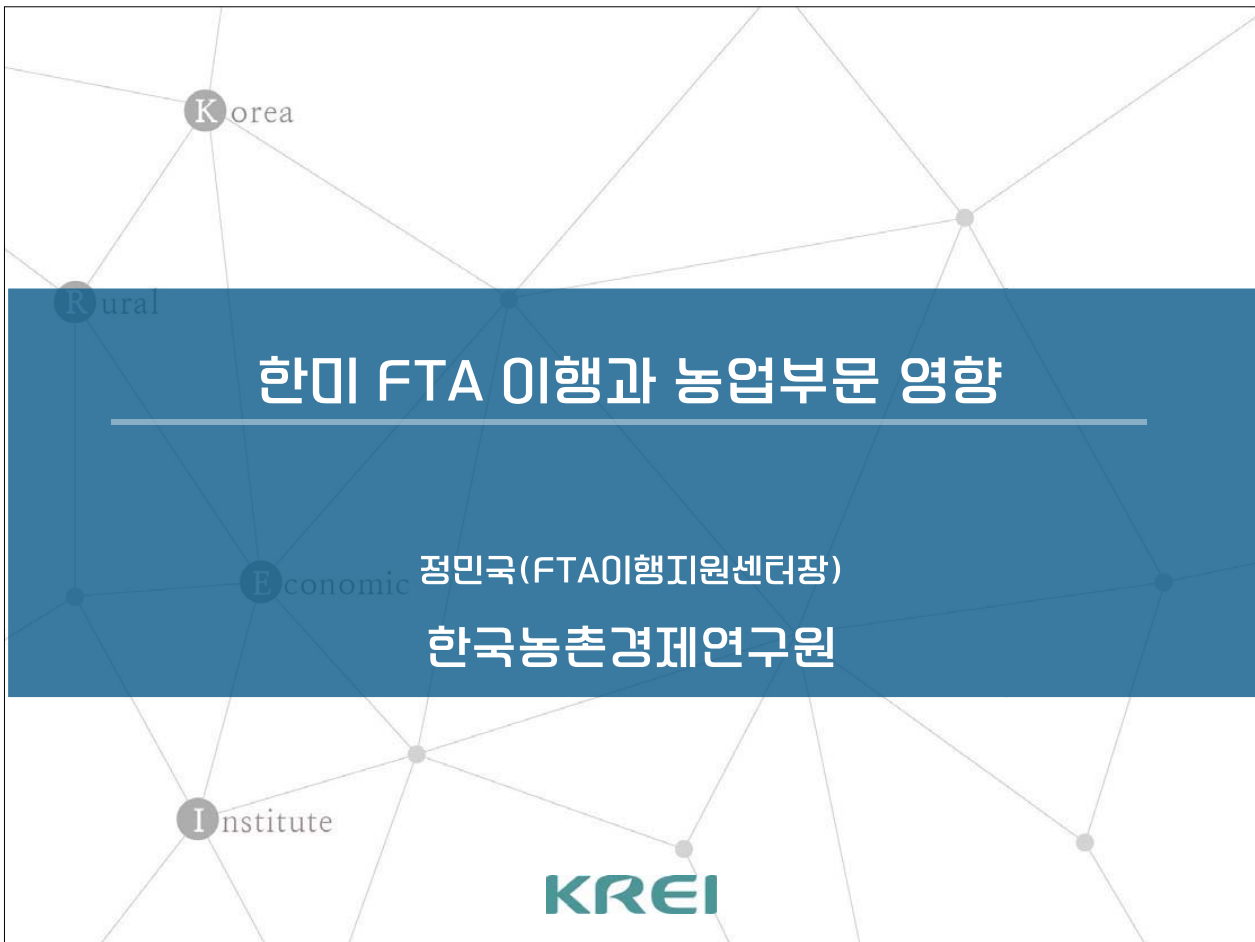 Korea
Rural
한미 FTA 이행과 농업부문 영향
정민국(FTA이행지원센터장)
Economic
한국농촌경제연구원
Institute
KREI